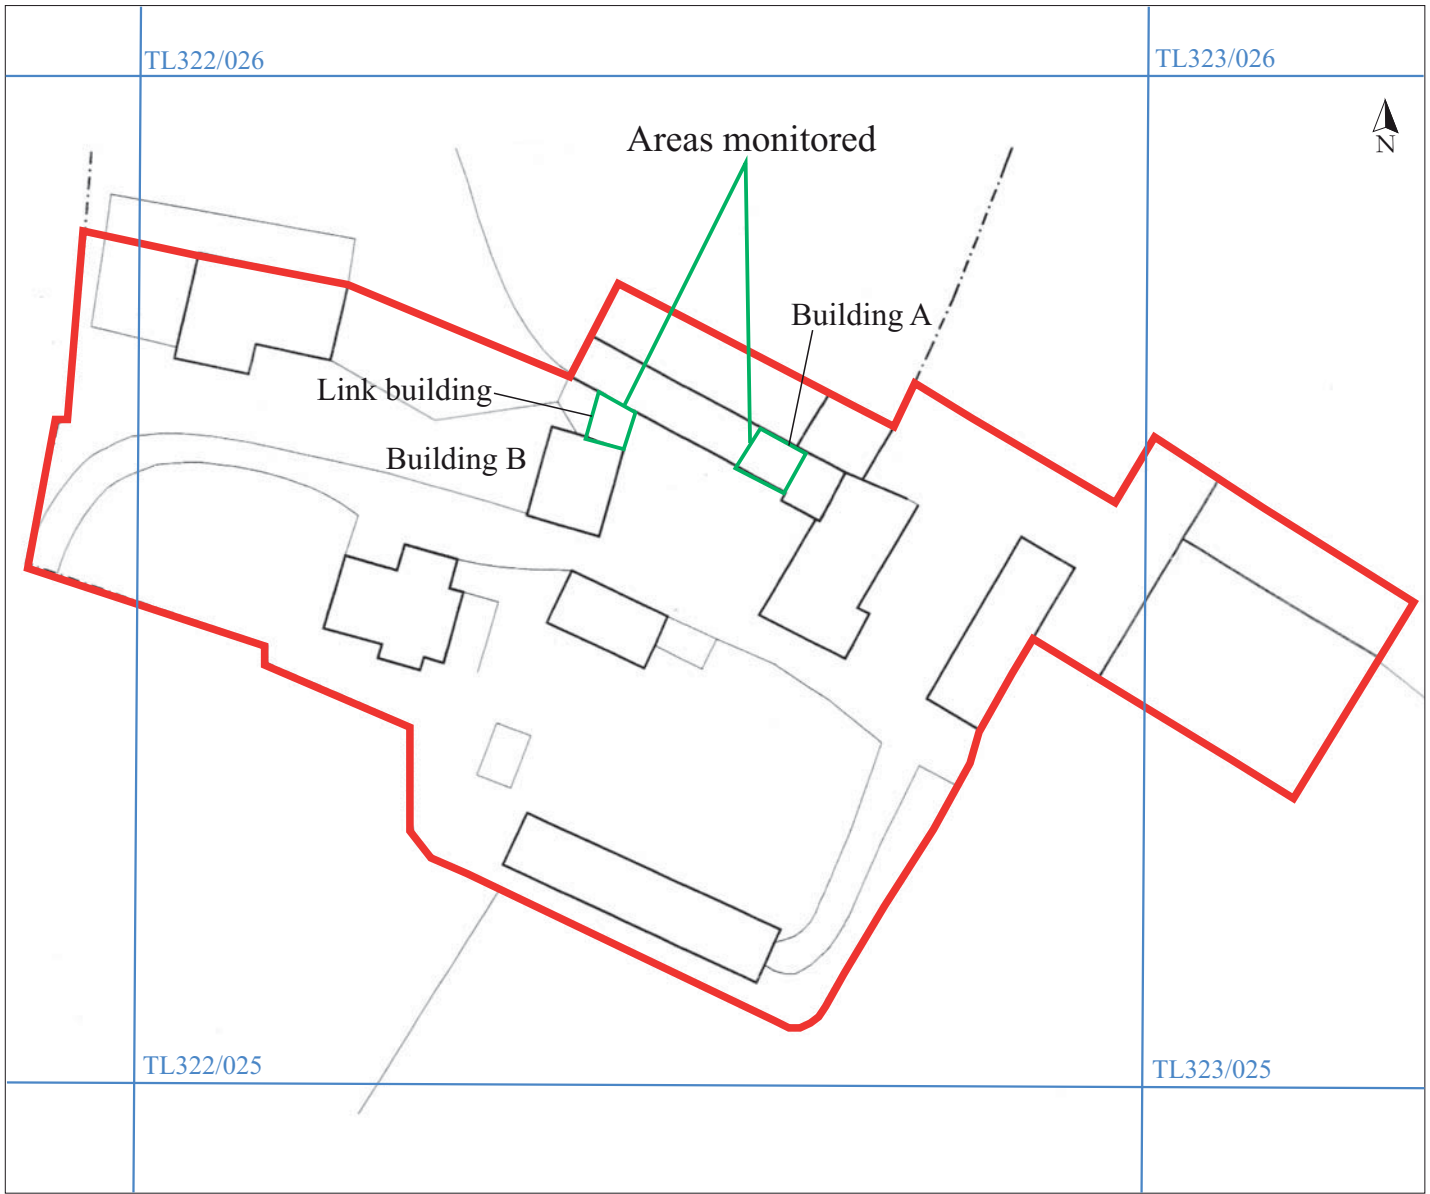 TL322/026
TL323/026
Areas monitored
N
Building A
Link building
Building B
TL322/025
TL323/025